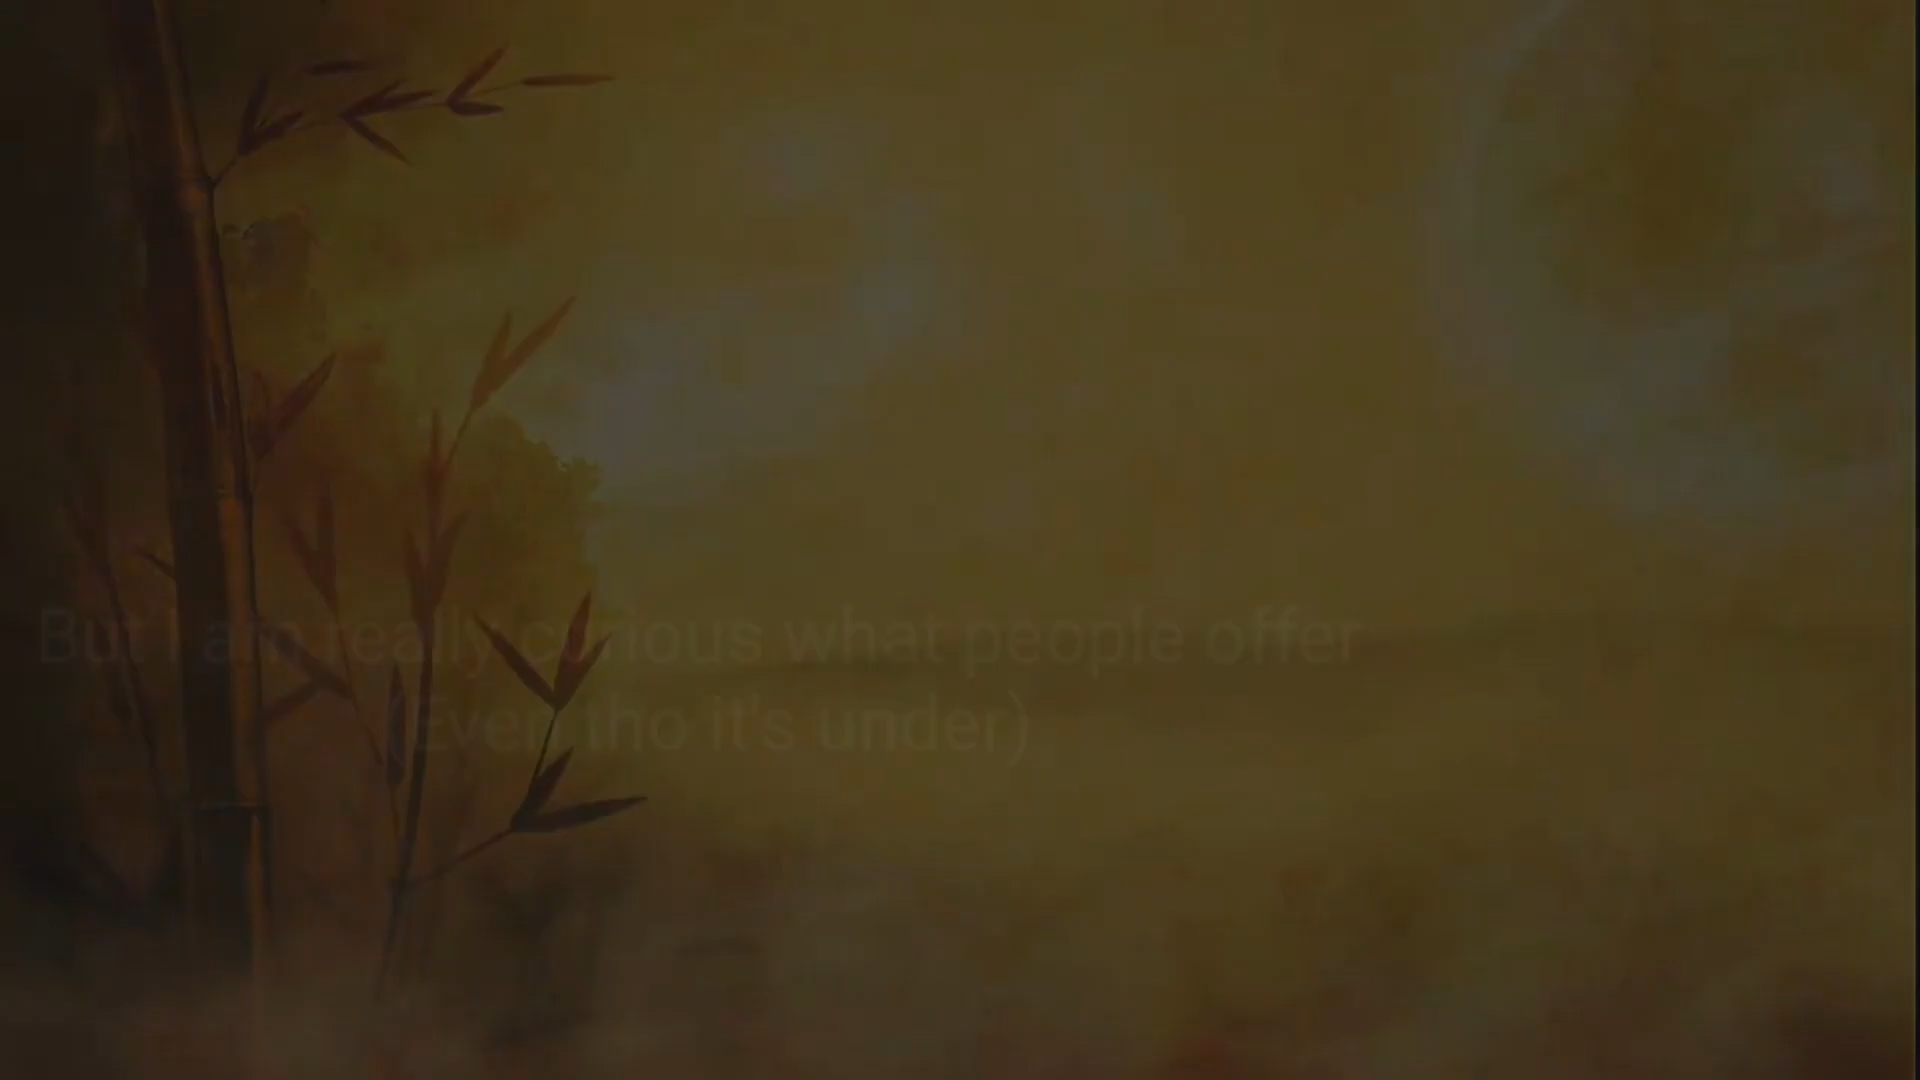 But I am really curious what people offer
(Even tho it's under)